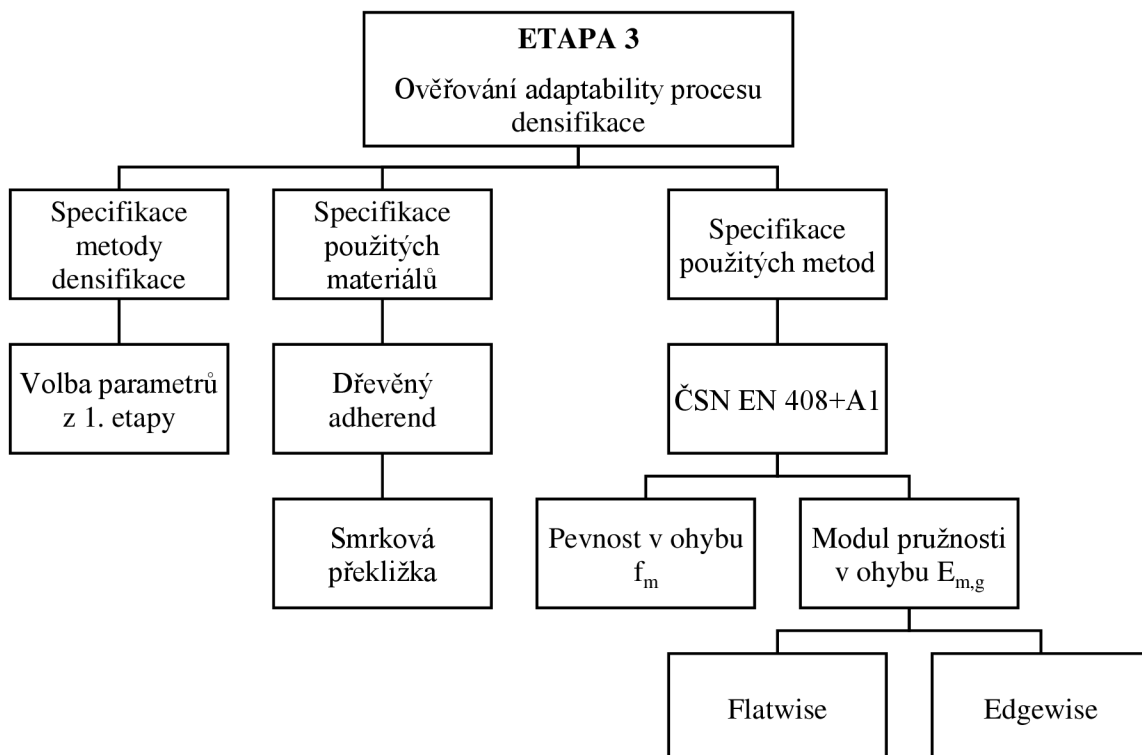 ETAPA 3
Ověřování adaptability procesu
densifikace
Specifikace
metody
densifikace
Specifikace
použitých
materiálů
Specifikace
použitých metod
Volba parametrů
z 1. etapy
Dřevěný
adherend
ČSN EN 408+A1
Smrková
překližka
Pevnost v ohybu
fm
Modul pružnosti
v ohybu Em,g
Flatwise
Edgewise